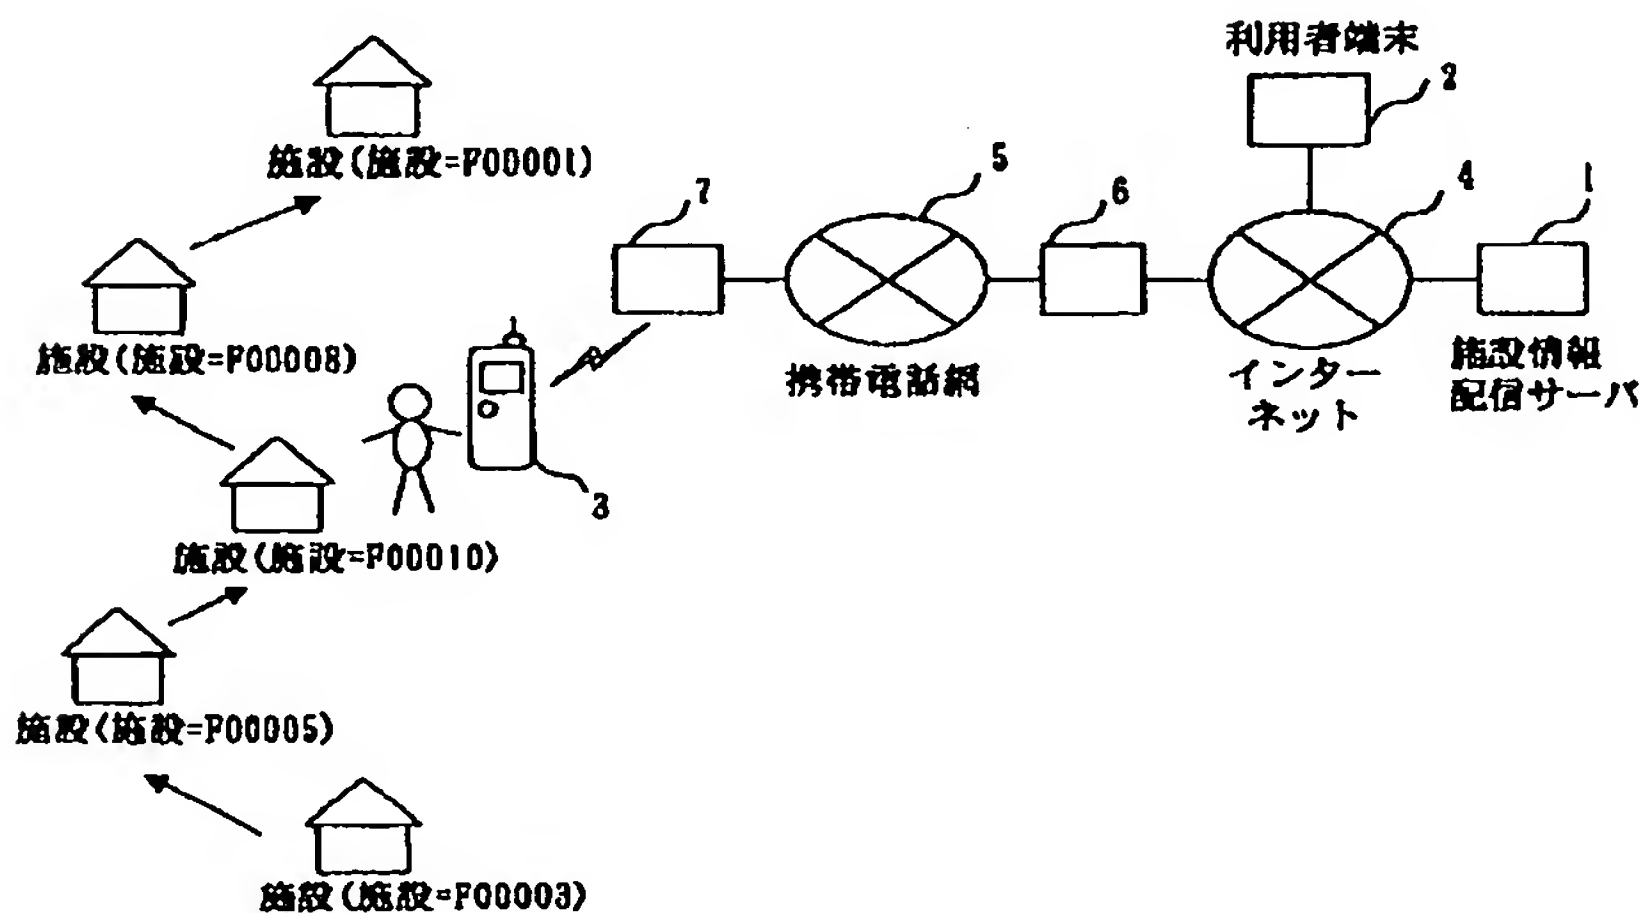 利用者端末
2
施設(施設=F00001)
7
5
6
4
1
施設(施設=F00008)
携帯電話網
インター
ネット
施設情報
配信サーバ
3
施設(施設=F00010)
施設(施設=F00005)
施設(施設=F00003)